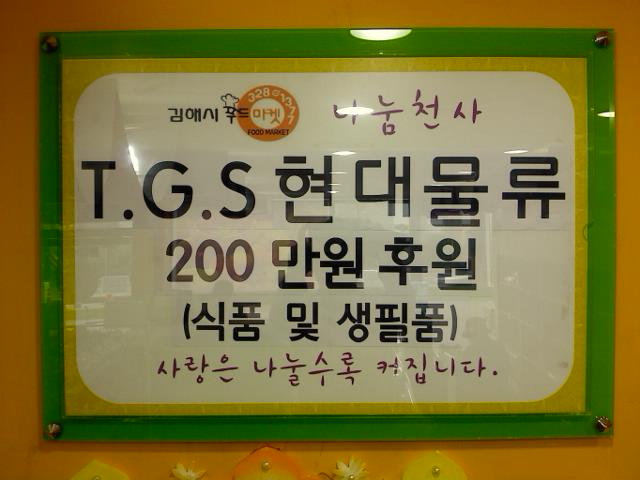 김해시 푸드마켓 328-1377 나눔천사
FOOD MARKET
T.G.S 현대물류
200 만원 후원
(식품 및 생필품)
사랑은 나눌수록 커집니다.